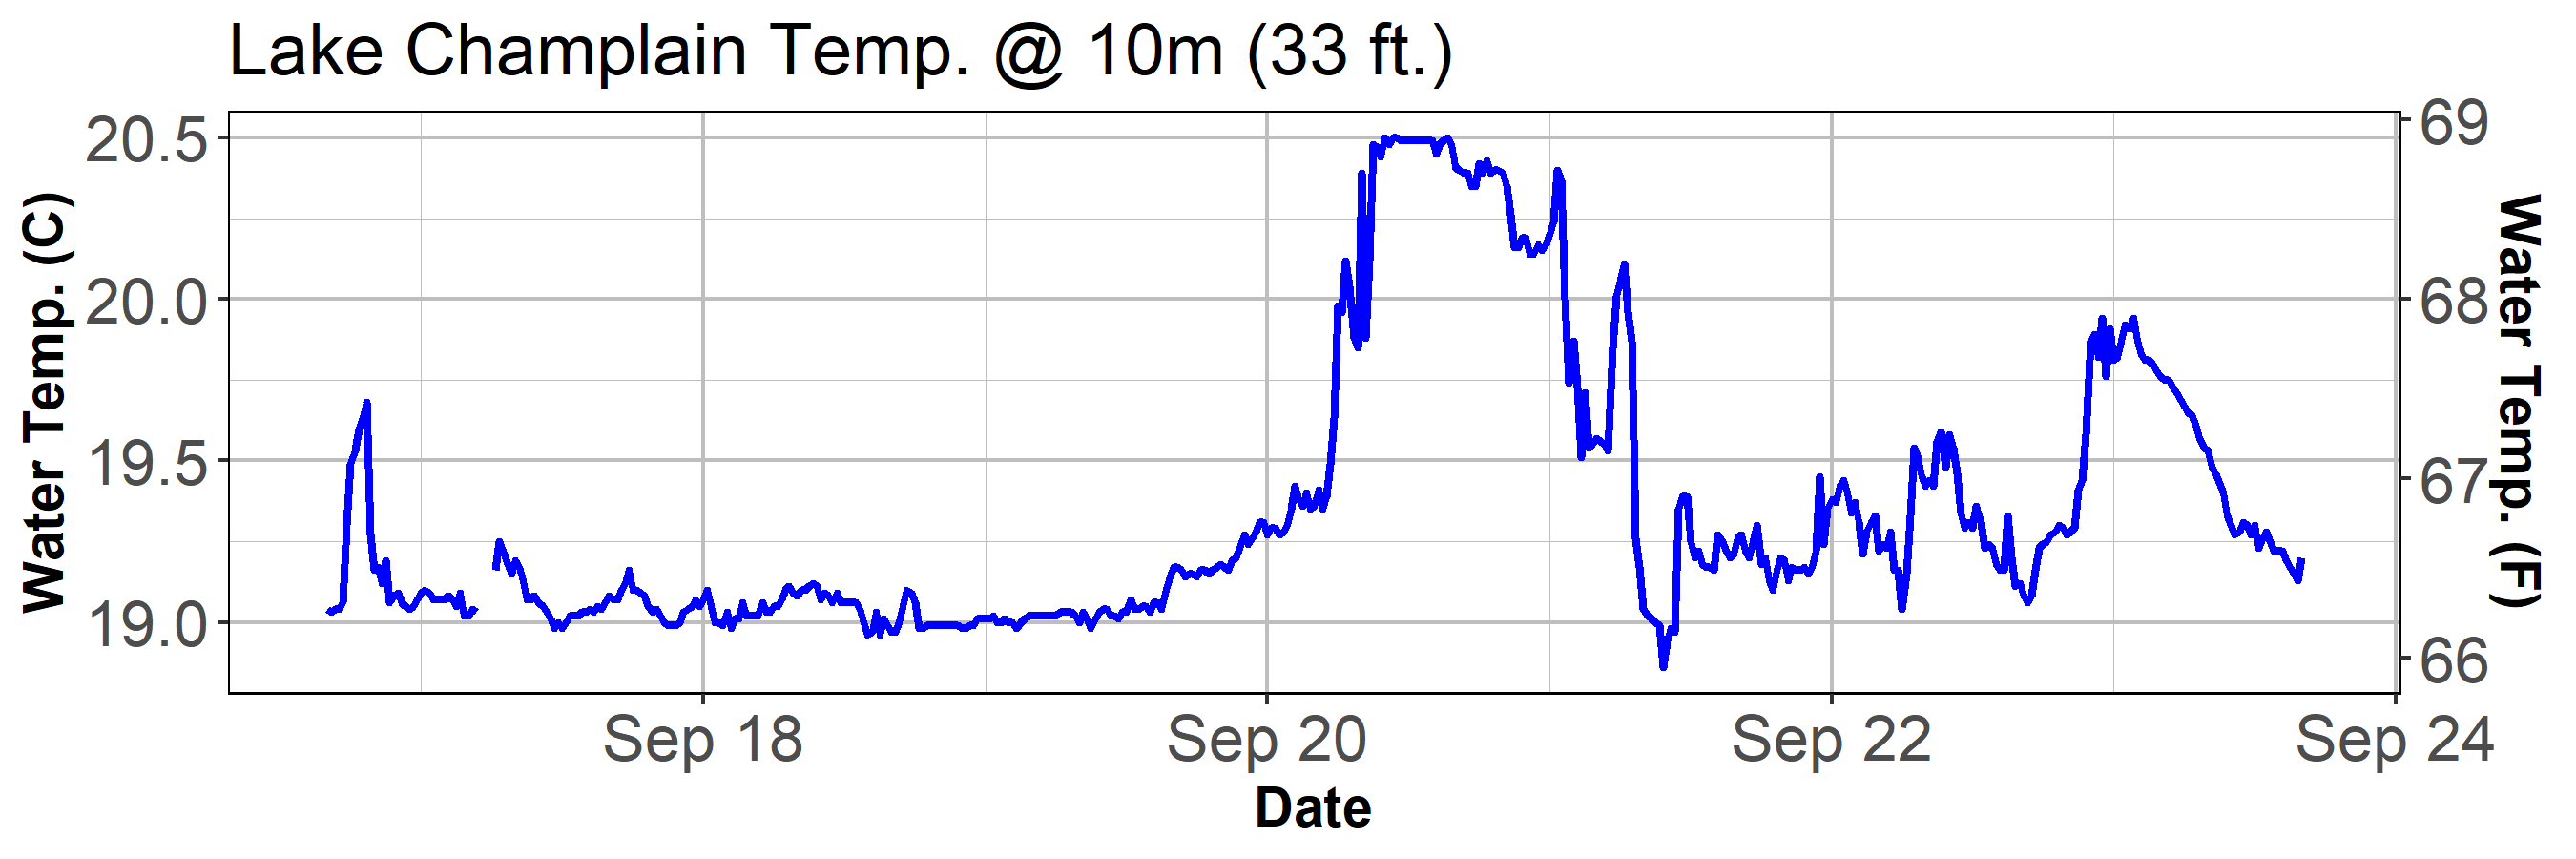 Lake Champlain Temp. @ 10m (33 ft.)
Water Temp. (C)
20.5
20.0
19.5
19.0
69
68
67
66
Water Temp. (F)
Sep 18 Sep 20 Sep 22 Sep 24
Date